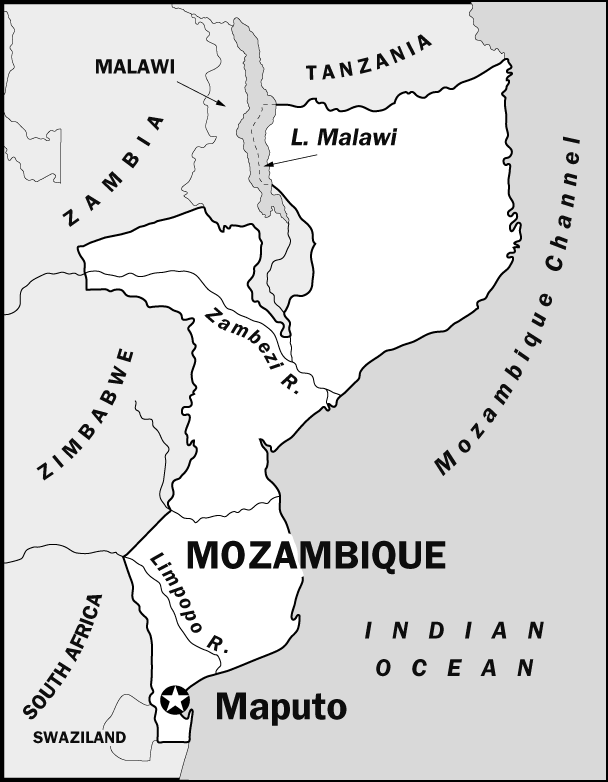 MALAWI
TANZANIA
L. Malawi
ZAMBIA
Mozambique Channel
Zambezi R.
ZIMBABWE
MOZAMBIQUE
Limpopo R.
INDIAN
OCEAN
SOUTH AFRICA
Maputo
SWAZILAND